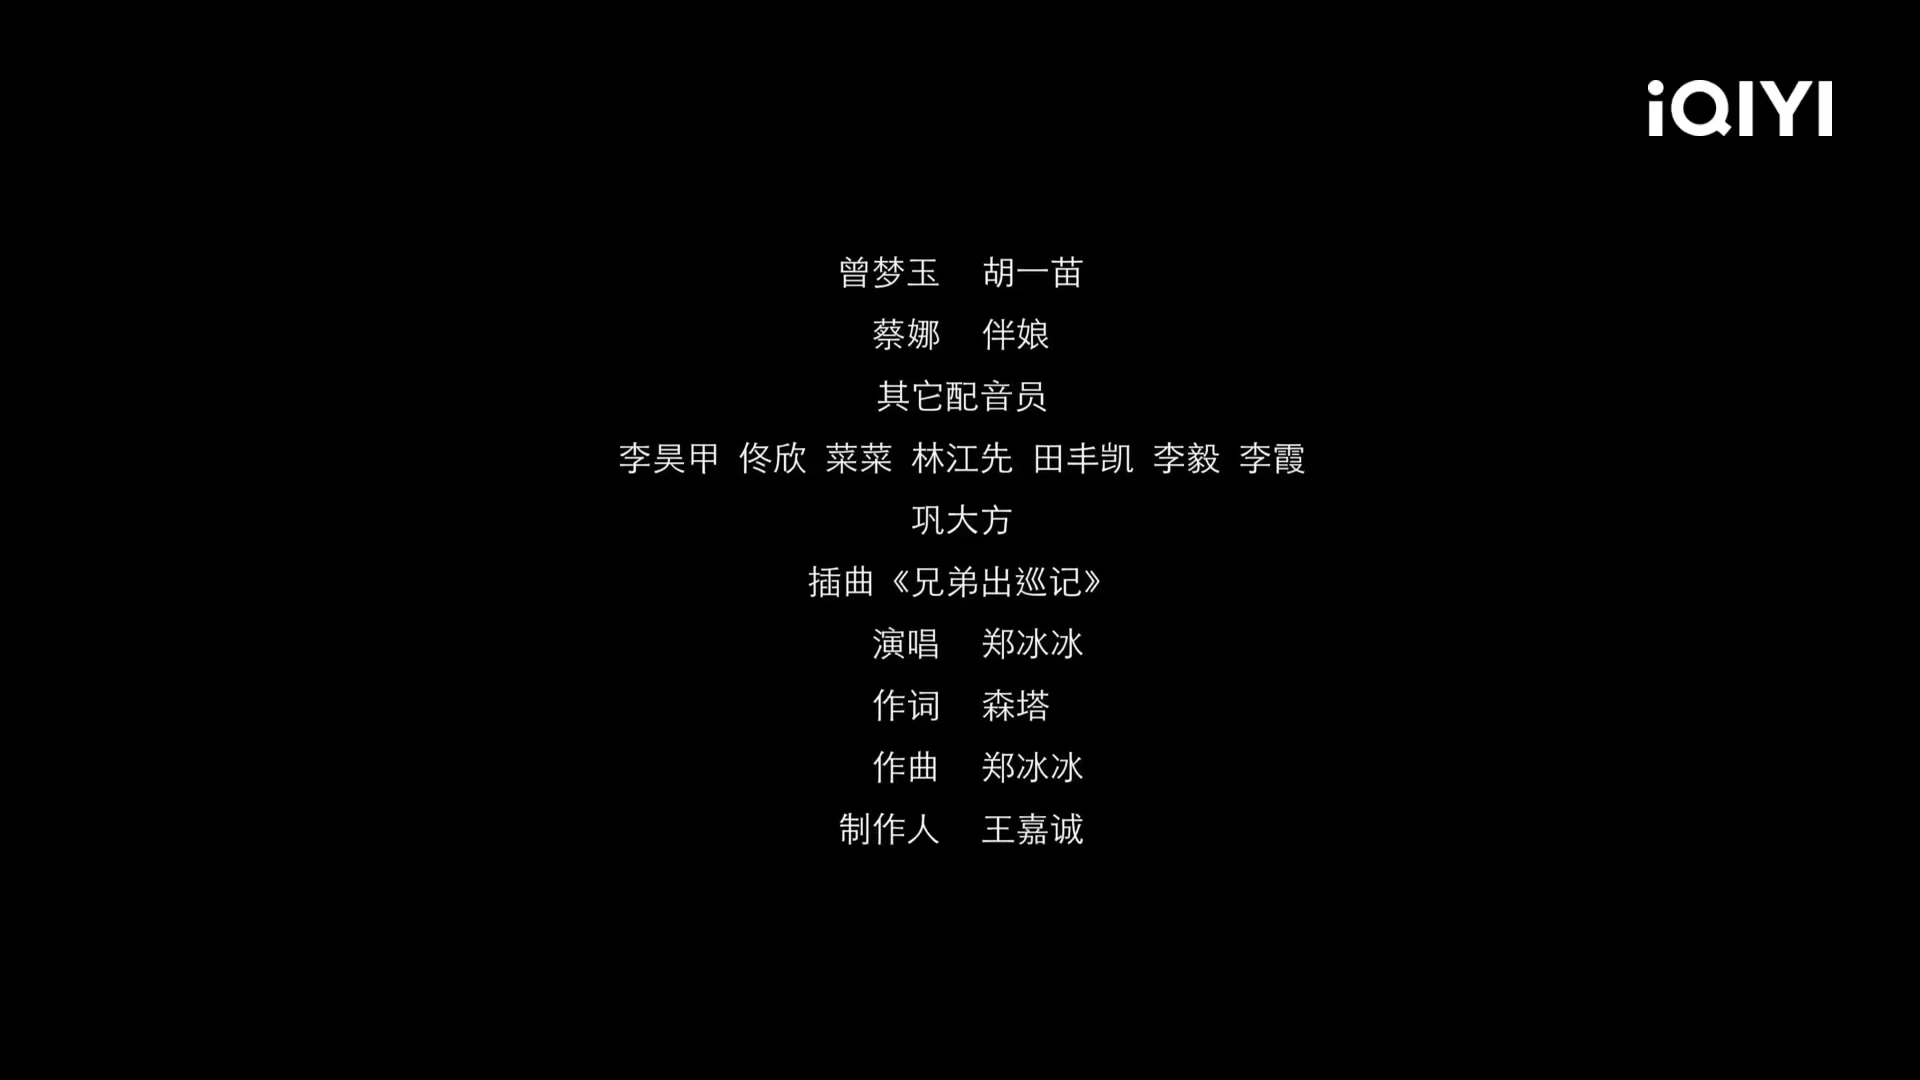 iQIYI
曾梦玉 胡一苗
蔡娜 伴娘
其它配音员
李昊甲 佟欣 菜菜 林江先 田丰凯 李毅 李霞
巩大方
插曲《兄弟出巡记》
演唱 郑冰冰
作词 森塔
作曲 郑冰冰
制作人 王嘉诚